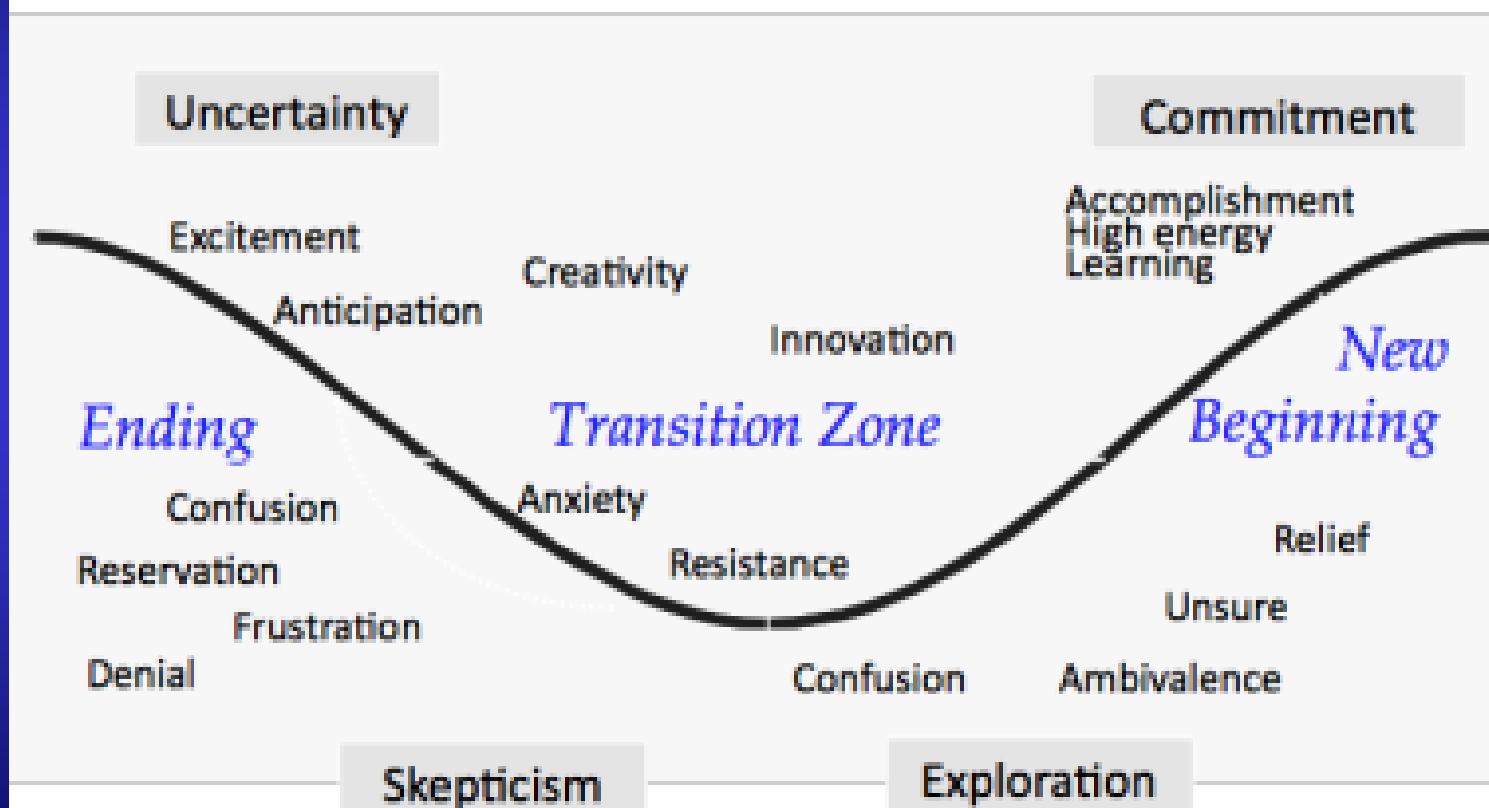 Uncertainty
Commitment
Accomplishment
Excitement
High energy
Creativity
Learning
Anticipation
Innovation
New
Ending
Transition Zone
Beginning
Confusion
Anxiety
Relief
Reservation
Resistance
Unsure
Frustration
Denial
Confusion
Ambivalence
Skepticism
Exploration